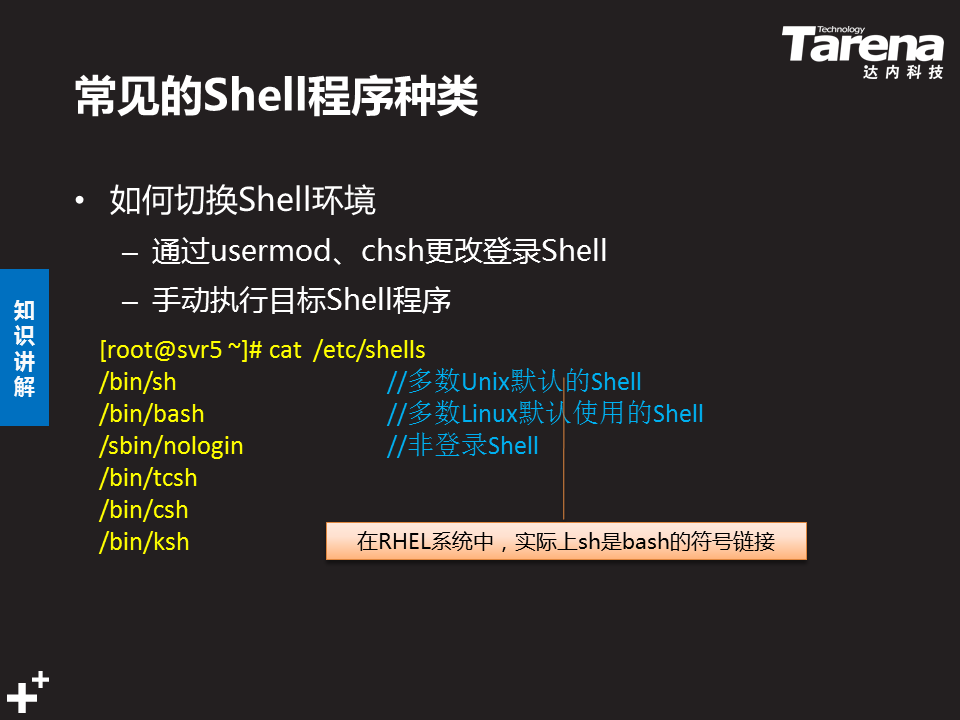 Technology
Tarena
达内科技
常见的Shell程序种类
• 如何切换Shell环境
– 通过usermod、chsh更改登录Shell
– 手动执行目标Shell程序
知识讲解
[root@svr5 ~]# cat /etc/shells
/bin/sh //多数Unix默认的Shell
/bin/bash //多数Linux默认使用的Shell
/sbin/nologin //非登录Shell
/bin/tcsh
/bin/csh
/bin/ksh
在RHEL系统中，实际上sh是bash的符号链接